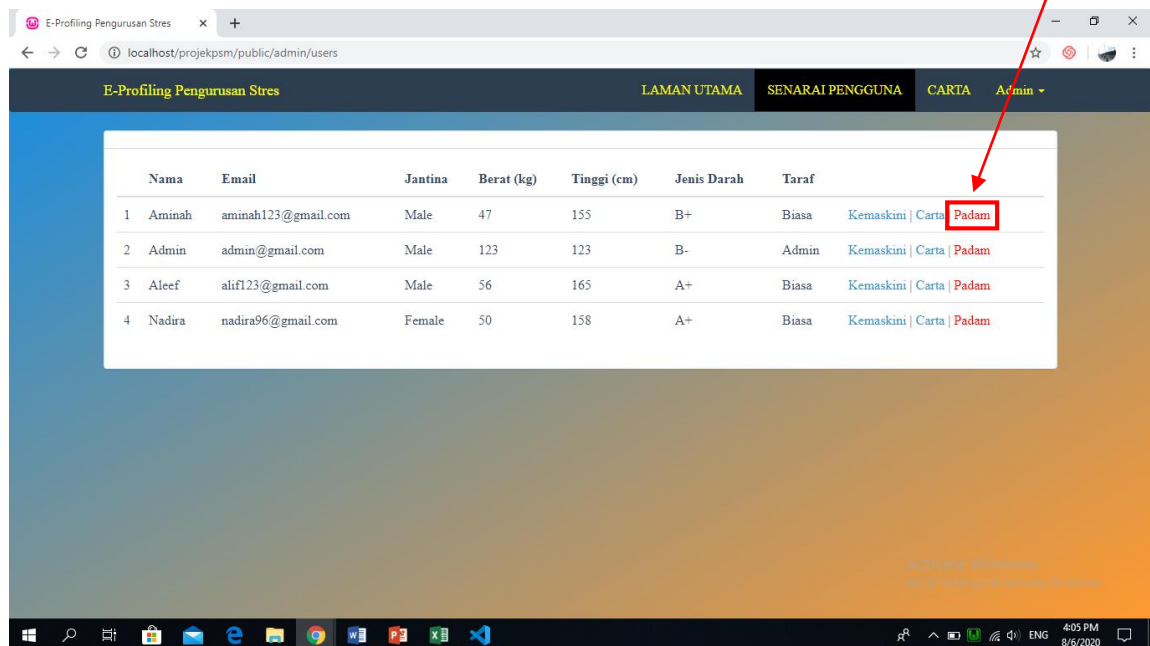 E-Profiling Pengurusan Stres
localhost/projekpsm/public/admin/users
E-Profiling Pengurusan Stres LAMAN UTAMA SENARAI PENGGUNA CARTA Admin
Nama Email Jantina Berat (kg) Tinggi (cm) Jenis Darah Taraf
1 Aminah aminah123@gmail.com Male 47 155 B+ Biasa Kemaskini | Carta Padam
2 Admin admin@gmail.com Male 123 123 B- Admin Kemaskini | Carta | Padam
3 Aleef alif123@gmail.com Male 56 165 A+ Biasa Kemaskini | Carta | Padam
4 Nadira nadira96@gmail.com Female 50 158 A+ Biasa Kemaskini | Carta | Padam
ENG 4:05 PM
8/6/2020